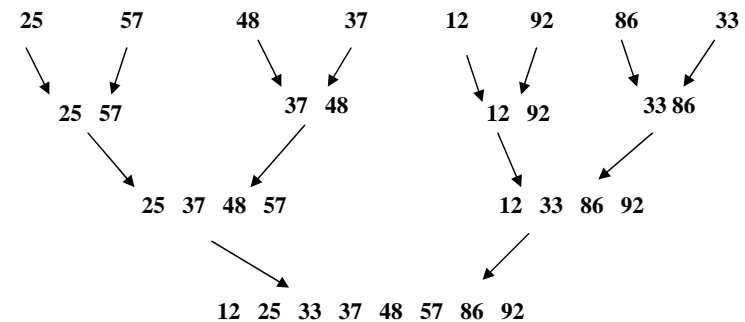 25 57 48 37 12 92 86 33
25 57 37 48 12 92 33 86
25 37 48 57 12 33 86 92
12 25 33 37 48 57 86 92